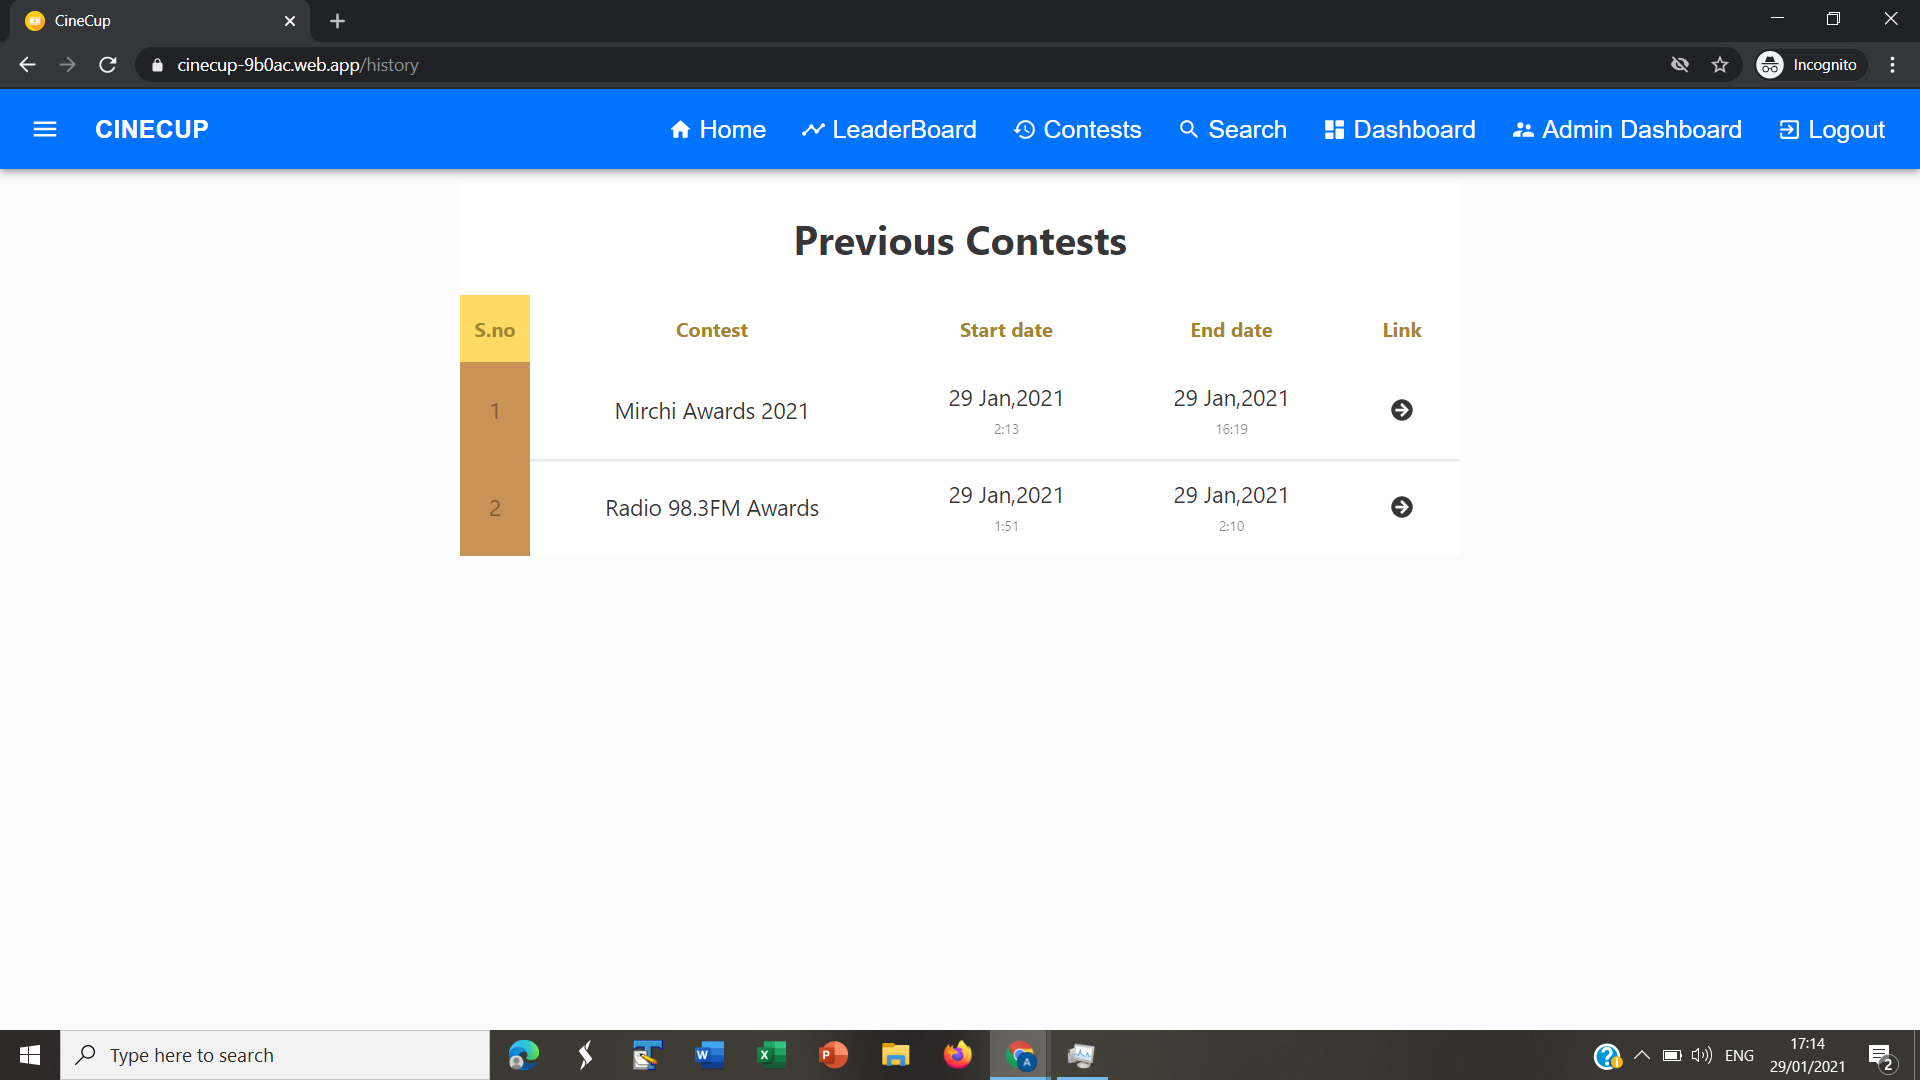 CineCup
cinecup-9b0ac.web.app/history
Incognito
CINECUP
Home
LeaderBoard
Contests
Search
Dashboard
Admin Dashboard
Logout
Previous Contests
S.no Contest Start date End date Link
1 Mirchi Awards 2021 29 Jan,2021 29 Jan,2021
2:13 16:19
2 Radio 98.3FM Awards 29 Jan,2021 29 Jan,2021
1:51 2:10
Type here to search
ENG
17:14
29/01/2021
2